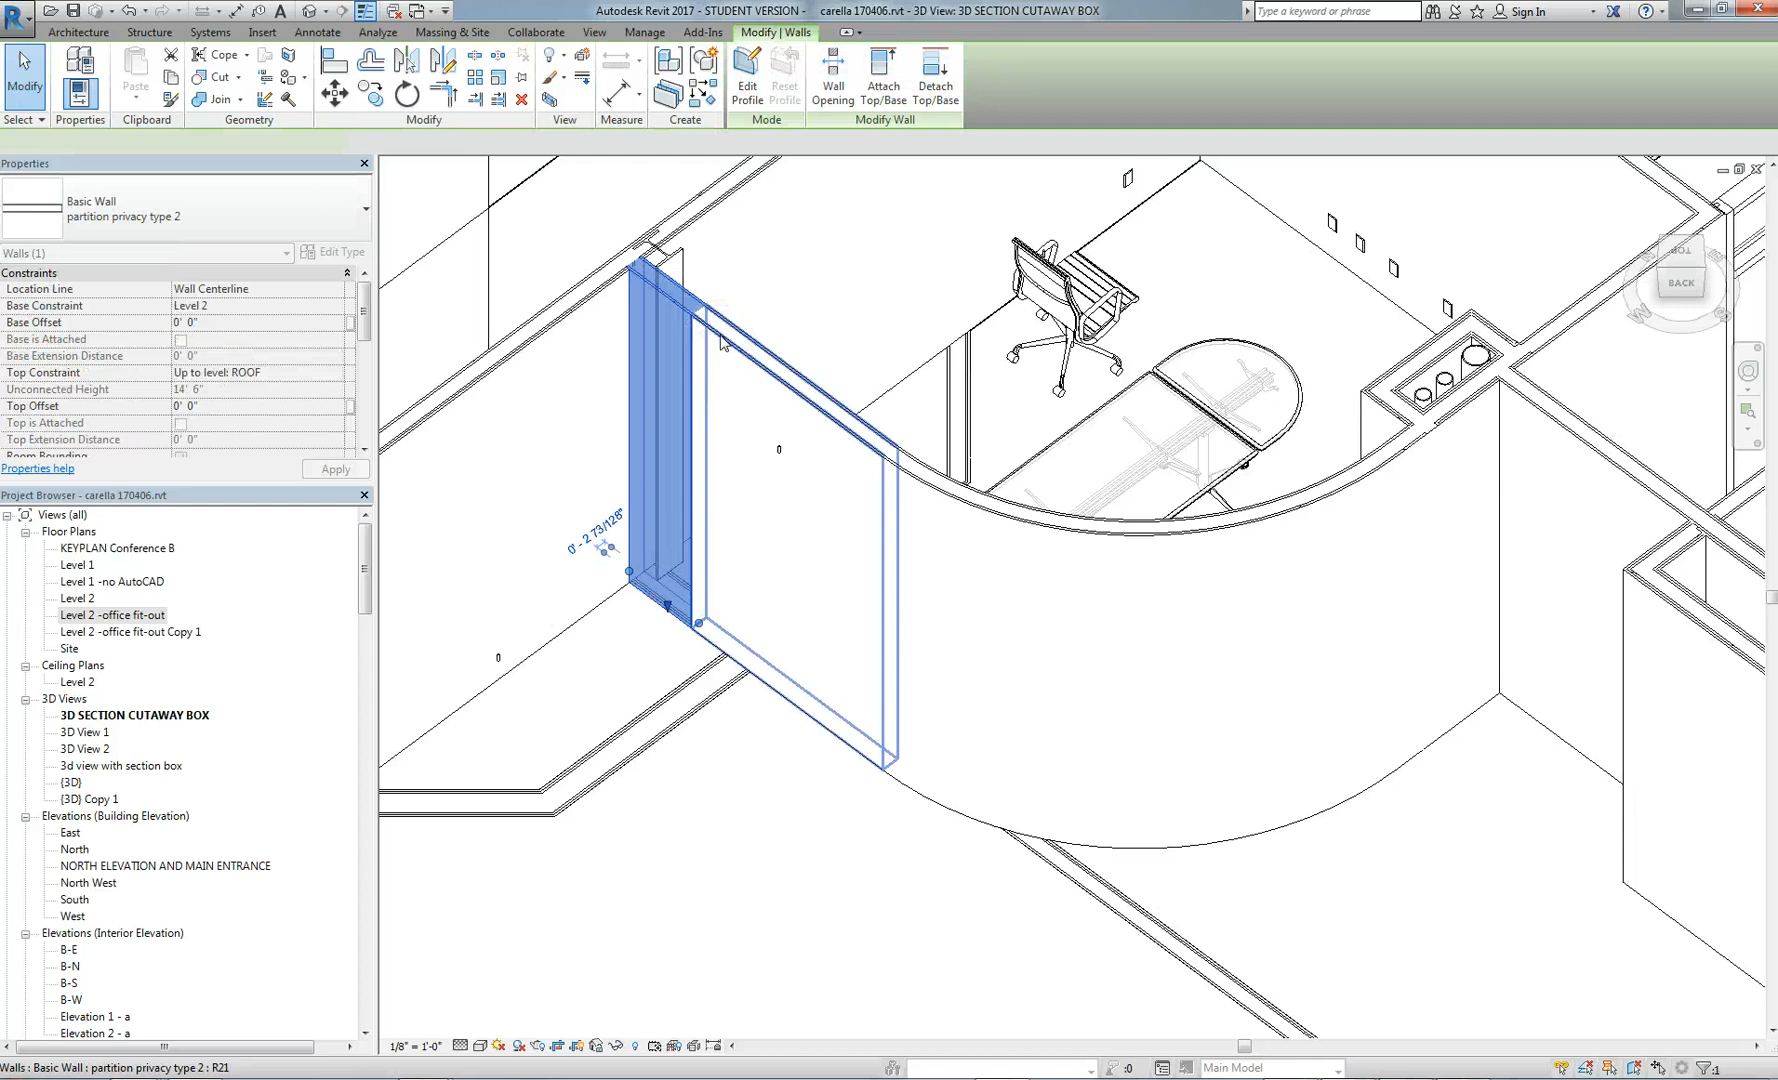 Autodesk Revit 2017 - STUDENT VERSION - carella 170406.rvt - 3D View: 3D SECTION CUTAWAY BOX
Type a keyword or phrase
Sign In
Architecture Structure Systems Insert Annotate Analyze Massing & Site Collaborate View Manage Add-Ins Modify | Walls
Modify
Paste
Cope
Cut
Join
Edit Profile
Reset Profile
Wall Opening
Attach Top/Base
Detach Top/Base
Select Properties Clipboard Geometry Modify View Measure Create Mode Modify Wall
Properties
Basic Wall
partition privacy type 2
Walls (1)
Edit Type
Constraints
Location Line Wall Centerline
Base Constraint Level 2
Base Offset 0' 0"
Base is Attached
Base Extension Distance 0' 0"
Top Constraint Up to level: ROOF
Unconnected Height 14' 6"
Top Offset 0' 0"
Top is Attached
Top Extension Distance 0' 0"
Room Bounding
Properties help
Apply
Project Browser - carella 170406.rvt
Views (all)
Floor Plans
KEYPLAN Conference B
Level 1
Level 1 -no AutoCAD
Level 2
Level 2 -office fit-out
Level 2 -office fit-out Copy 1
Site
Ceiling Plans
Level 2
3D Views
3D SECTION CUTAWAY BOX
3D View 1
3D View 2
3d view with section box
{3D}
{3D} Copy 1
Elevations (Building Elevation)
East
North
NORTH ELEVATION AND MAIN ENTRANCE
North West
South
West
Elevations (Interior Elevation)
B-E
B-N
B-S
B-W
Elevation 1 - a
Elevation 2 - a
0' - 2 73/128"
TOP
BACK
W
1/8" = 1'-0"
Walls : Basic Wall : partition privacy type 2 : R21
:0
Main Model
:1